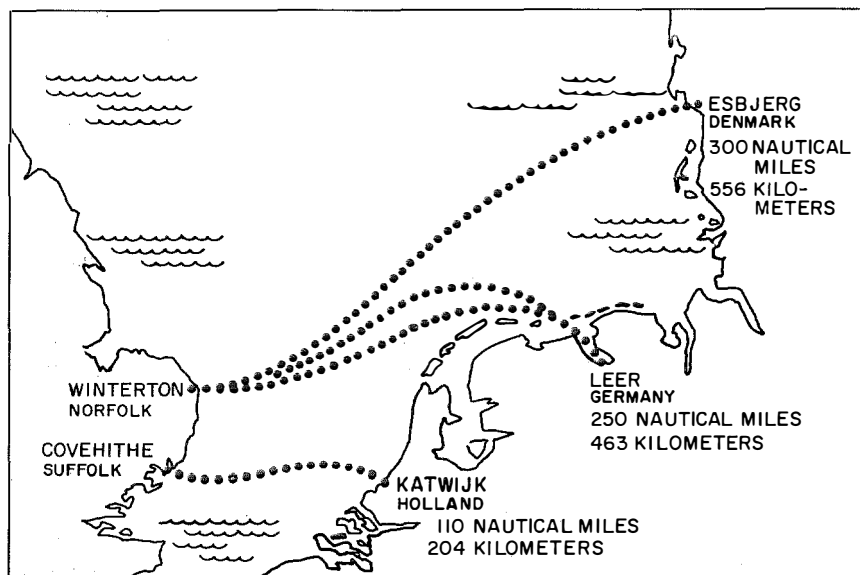 ESBJERG
DENMARK
300 NAUTICAL
MILES
556 KILO-
METERS
WINTERTON
NORFOLK
LEER
GERMANY
250 NAUTICAL MILES
463 KILOMETERS
COVEHITHE
SUFFOLK
KATWIJK
HOLLAND
110 NAUTICAL MILES
204 KILOMETERS